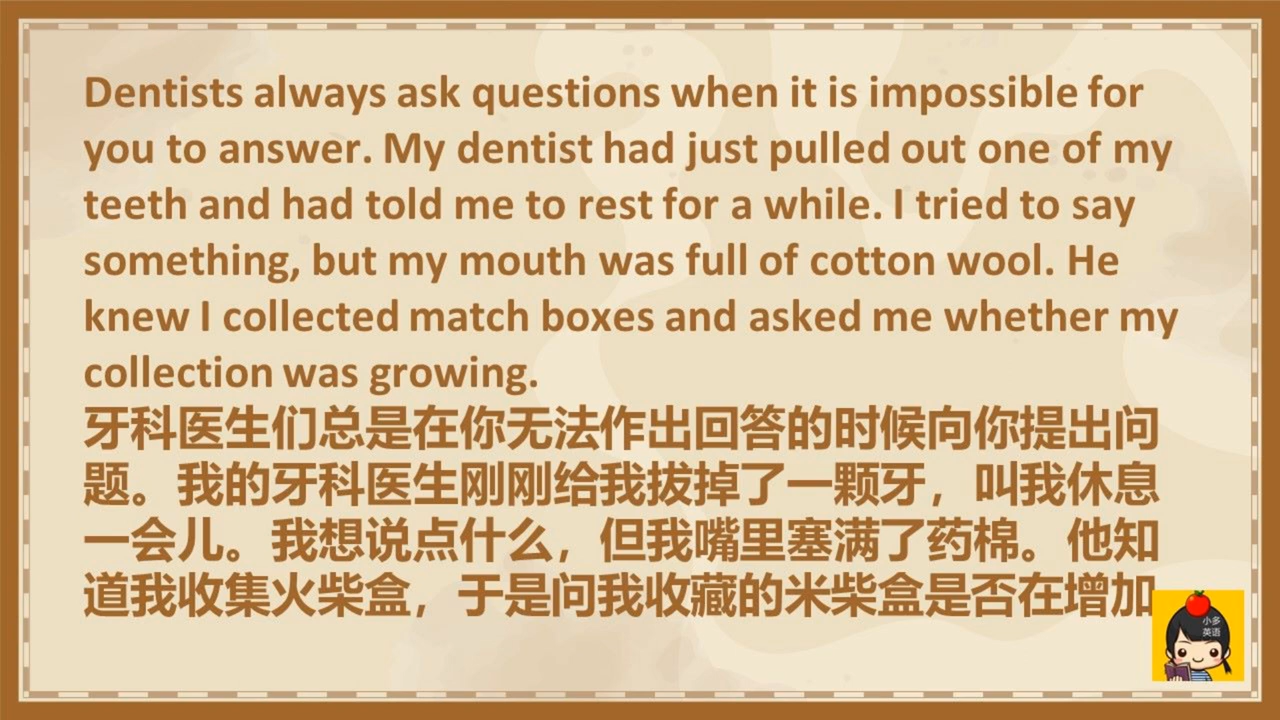 Dentists always ask questions when it is impossible for
you to answer. My dentist had just pulled out one of my
teeth and had told me to rest for a while. I tried to say
something, but my mouth was full of cotton wool. He
knew I collected match boxes and asked me whether my
collection was growing.
牙科医生们总是在你无法作出回答的时候向你提出问
题。我的牙科医生刚刚给我拔掉了一颗牙，叫我休息
一会儿。我想说点什么，但我嘴里塞满了药棉。他知
道我收集火柴盒，于是问我收藏的米柴盒是否在增加
小多
英语